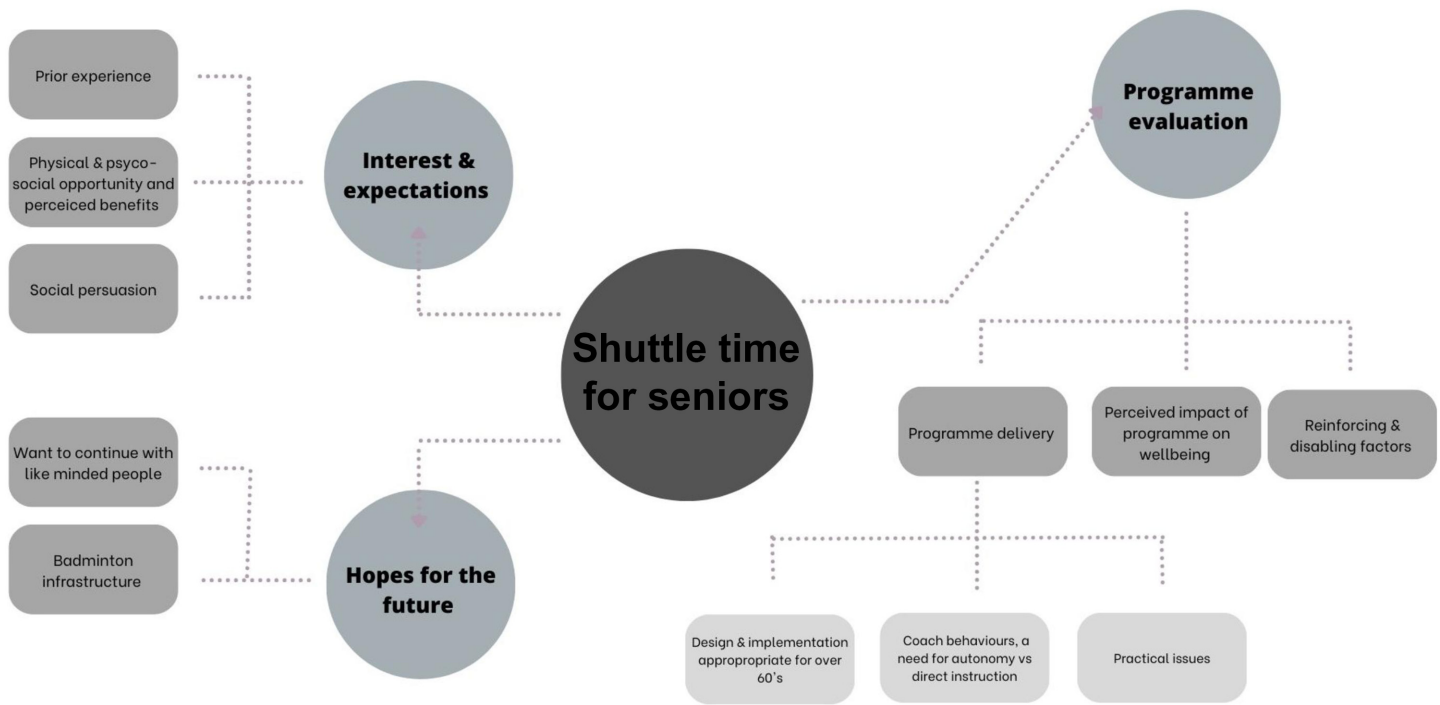 Prior experience
Physical & psyco-
social opportunity and
perceiced benefits
Social persuasion
Interest &
expectations
Want to continue with
like minded people
Badminton
infrastructure
Hopes for the
future
Shuttle time
for seniors
Programme
evaluation
Programme delivery
Perceived impact of
programme on
wellbeing
Reinforcing &
disabling factors
Design & implementation
appropropriate for over
60's
Coach behaviours, a
need for autonomy vs
direct instruction
Practical issues